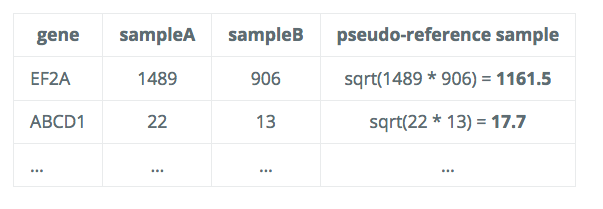 gene sampleA sampleB pseudo-reference sample
EF2A 1489 906 sqrt(1489 * 906) = 1161.5
ABCD1 22 13 sqrt(22 * 13) = 17.7
... ... ... ...